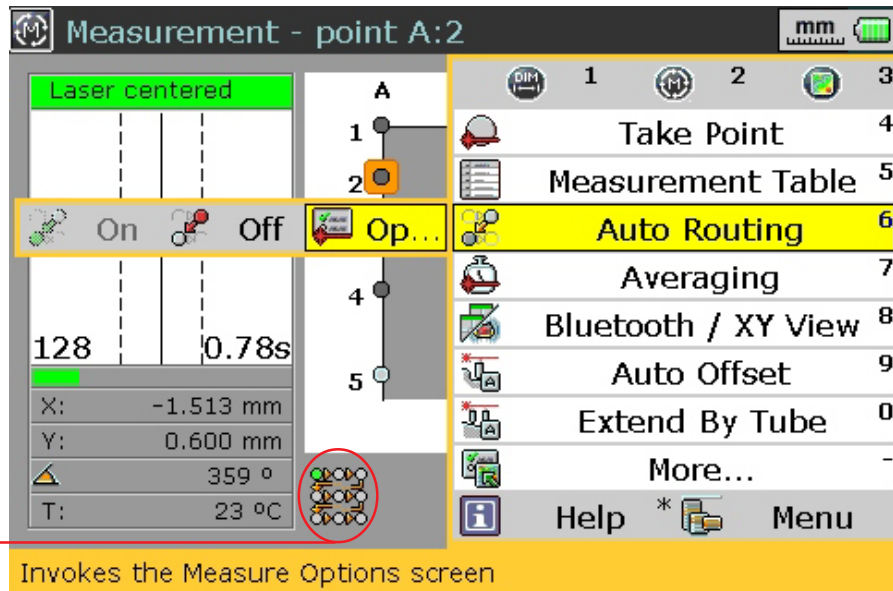 Measurement - point A:2
mm
Laser centered
128
0.78s
X: -1.513 mm
Y: 0.600 mm
359 º
T: 23 ºC
A
1
2
4
5
On
Off
Op...
DIM 1
M 2
3
Take Point 4
Measurement Table 5
Auto Routing 6
Averaging 7
Bluetooth / XY View 8
Auto Offset 9
Extend By Tube 0
More... -
Help * Menu
Invokes the Measure Options screen